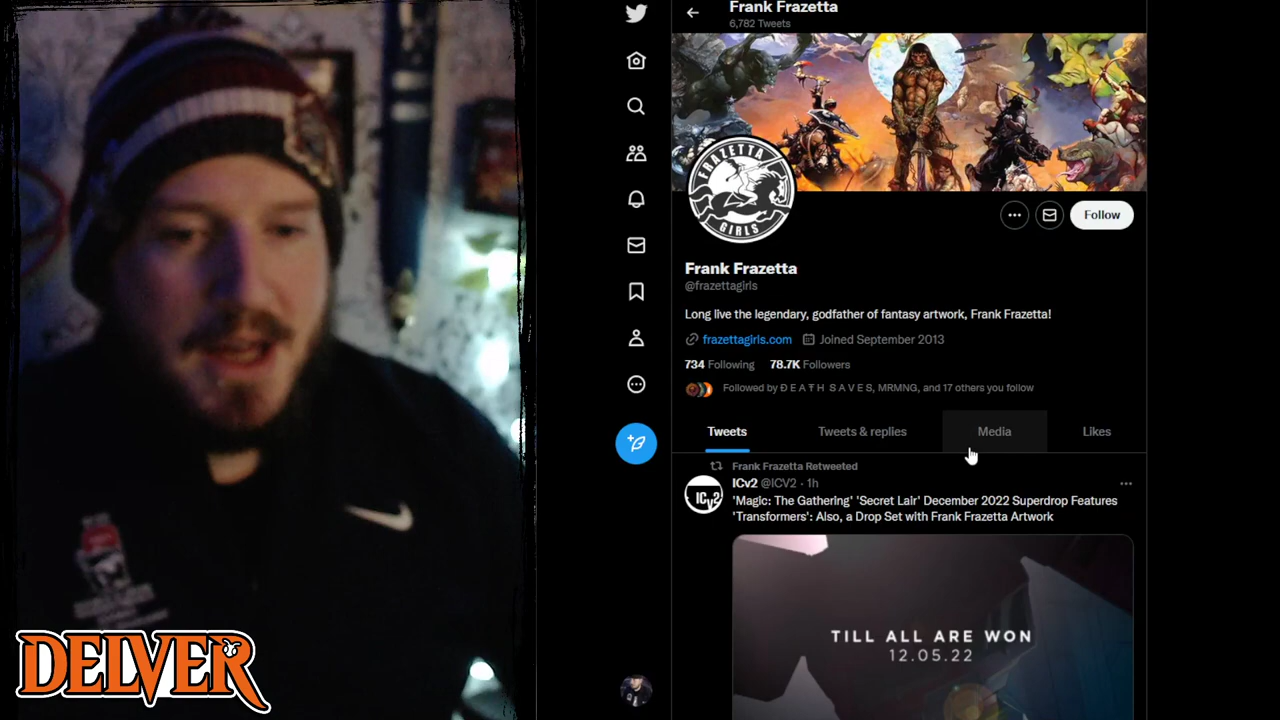 Frank Frazetta
6,782 Tweets
FRAZETTA
GIRLS
Follow
Frank Frazetta
@frazettagirls
Long live the legendary, godfather of fantasy artwork, Frank Frazetta!
frazettagirls.com Joined September 2013
734 Following 78.7K Followers
Followed by Ð E A T H S A V E S, MRMNG, and 17 others you follow
Tweets Tweets & replies Media Likes
Frank Frazetta Retweeted
ICv2 @ICV2 · 1h
ICv2
'Magic: The Gathering' 'Secret Lair' December 2022 Superdrop Features
'Transformers': Also, a Drop Set with Frank Frazetta Artwork
TILL ALL ARE WON
12.05.22
DELVER